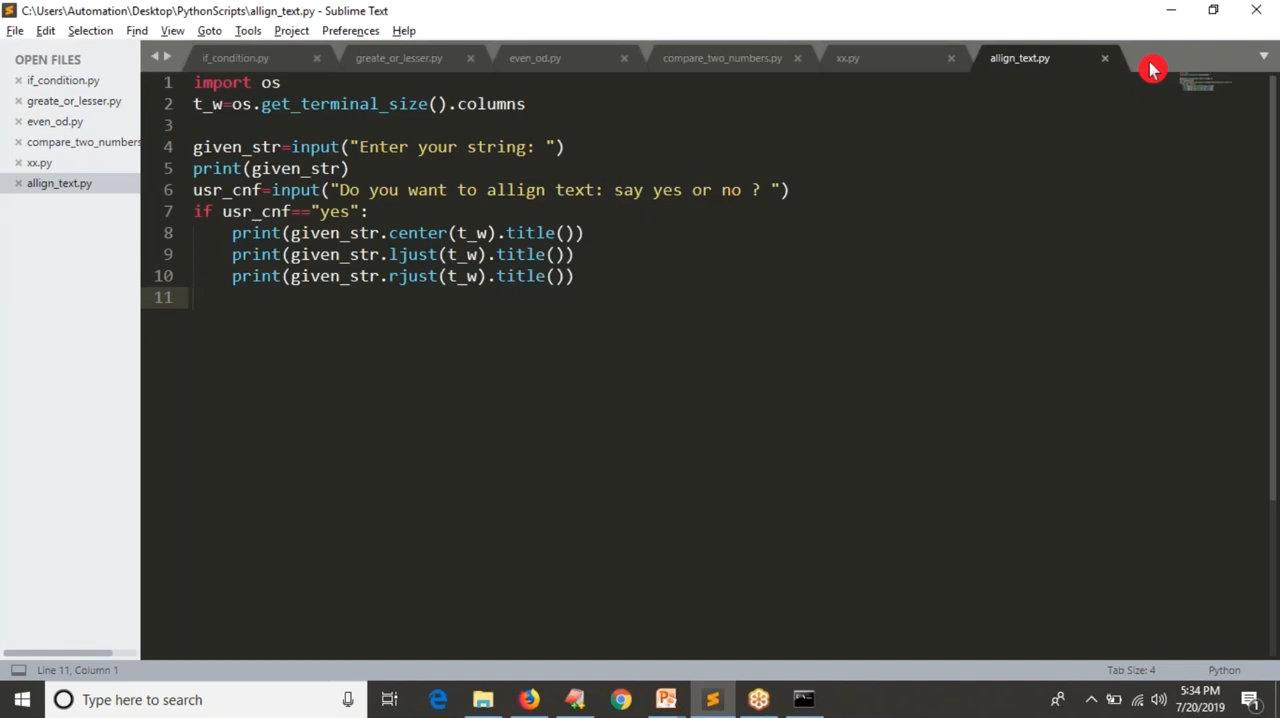 C:\Users\Automation\Desktop\PythonScripts\allign_text.py - Sublime Text
File Edit Selection Find View Goto Tools Project Preferences Help
OPEN FILES
if_condition.py
greate_or_lesser.py
even_od.py
compare_two_numbers
xx.py
allign_text.py
if_condition.py greate_or_lesser.py even_od.py compare_two_numbers.py xx.py allign_text.py
1 import os
2 t_w=os.get_terminal_size().columns
3
4 given_str=input("Enter your string: ")
5 print(given_str)
6 usr_cnf=input("Do you want to allign text: say yes or no ? ")
7 if usr_cnf=="yes":
8 print(given_str.center(t_w).title())
9 print(given_str.ljust(t_w).title())
10 print(given_str.rjust(t_w).title())
11
Line 11, Column 1
Tab Size: 4
Python
Type here to search
5:34 PM
7/20/2019